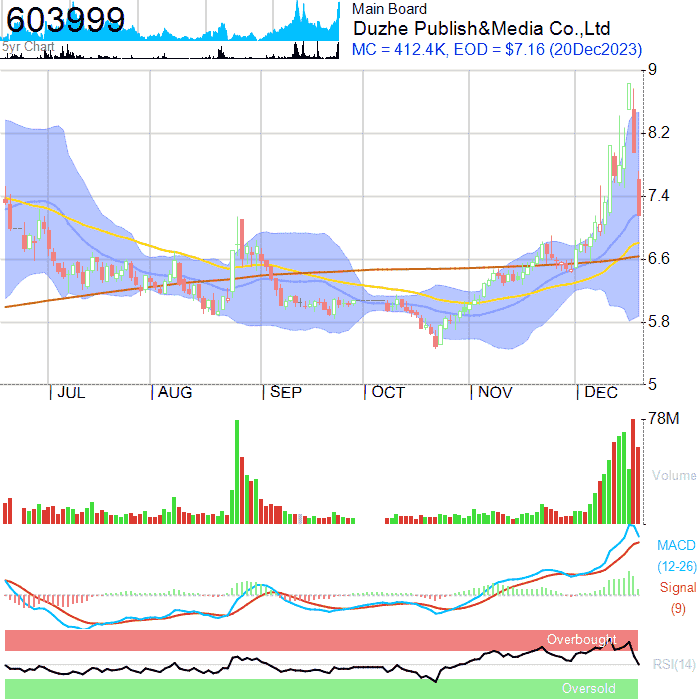 603999
5yr Chart
Main Board
Duzhe Publish&Media Co.,Ltd
MC = 412.4K, EOD = $7.16 (20Dec2023)
9
8.2
7.4
6.6
5.8
5
|JUL |AUG |SEP |OCT |NOV |DEC
78M
Volume
MACD
(12-26)
Signal
(9)
Overbought
RSI(14)
Oversold